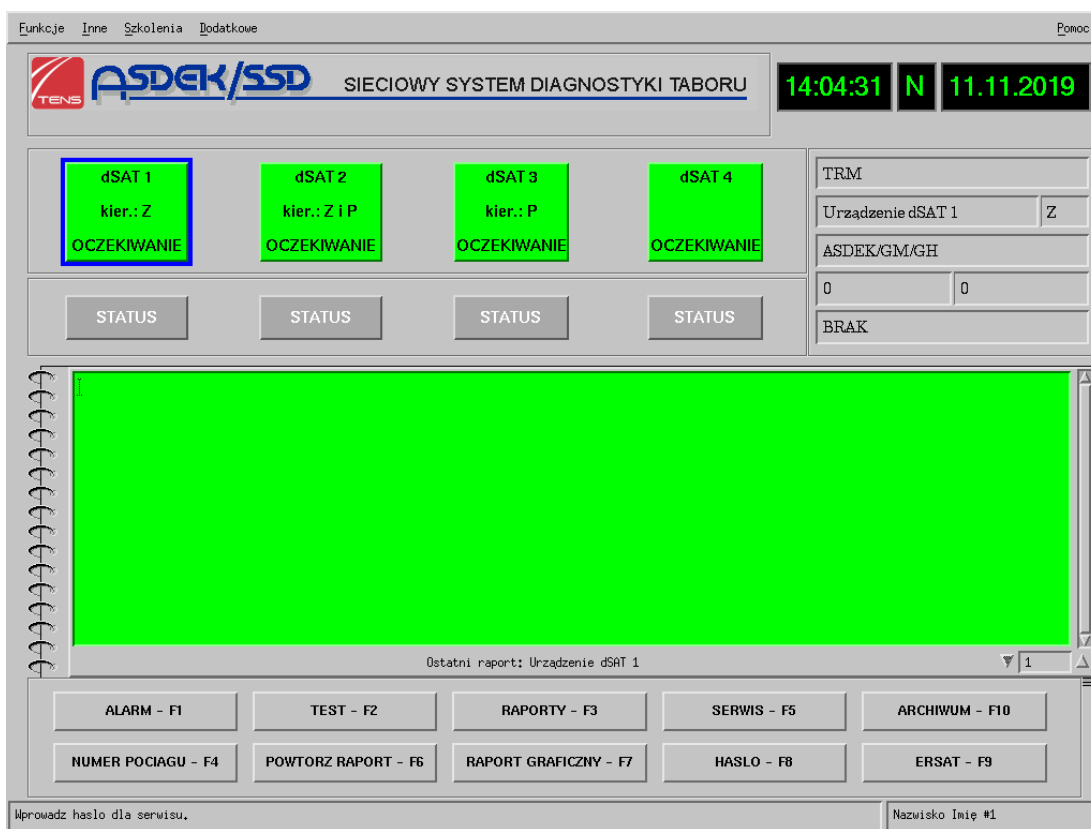 Funkcje Inne Szkolenia Dodatkowe Pomoc
TENS ASDEK/SSD SIECIOWY SYSTEM DIAGNOSTYKI TABORU 14:04:31 N 11.11.2019
dSAT 1 dSAT 2 dSAT 3 dSAT 4
kier.: Z kier.: Z i P kier.: P
OCZEKIWANIE OCZEKIWANIE OCZEKIWANIE OCZEKIWANIE
STATUS STATUS STATUS STATUS
TRM
Urządzenie dSAT 1 Z
ASDEK/GM/GH
0 0
BRAK
Ostatni raport: Urządzenie dSAT 1 1
ALARM - F1 TEST - F2 RAPORTY - F3 SERWIS - F5 ARCHIWUM - F10
NUMER POCIAGU - F4 POWTORZ RAPORT - F6 RAPORT GRAFICZNY - F7 HASLO - F8 ERSAT - F9
Wprowadz haslo dla serwisu. Nazwisko Imię #1